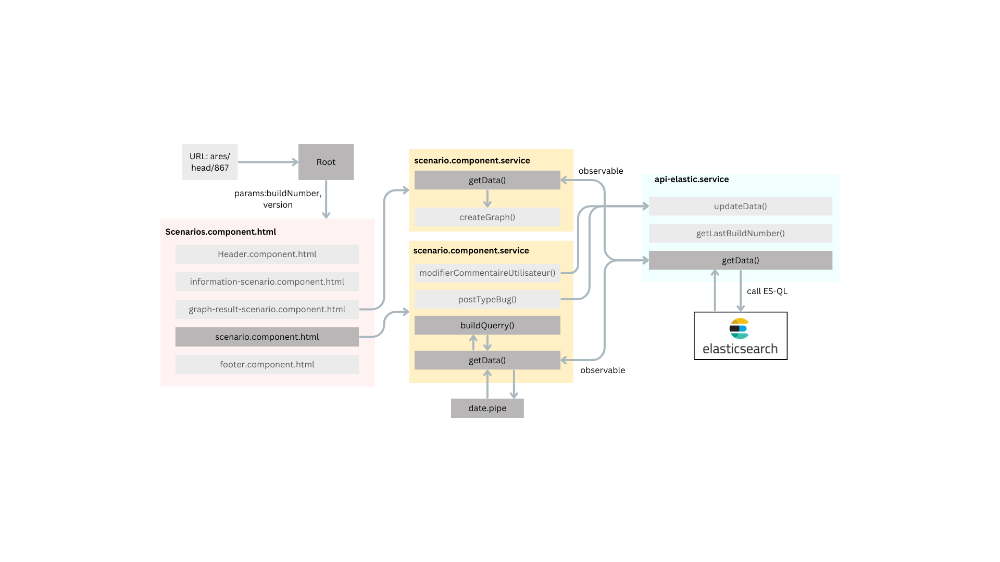 URL: ares/
head/867
Root
params:buildNumber,
version
Scenarios.component.html
Header.component.html
information-scenario.component.html
graph-result-scenario.component.html
scenario.component.html
footer.component.html
scenario.component.service
getData()
createGraph()
scenario.component.service
modifierCommentaireUtilisateur()
postTypeBug()
buildQuerry()
getData()
date.pipe
observable
observable
api-elastic.service
updateData()
getLastBuildNumber()
getData()
call ES-QL
elasticsearch